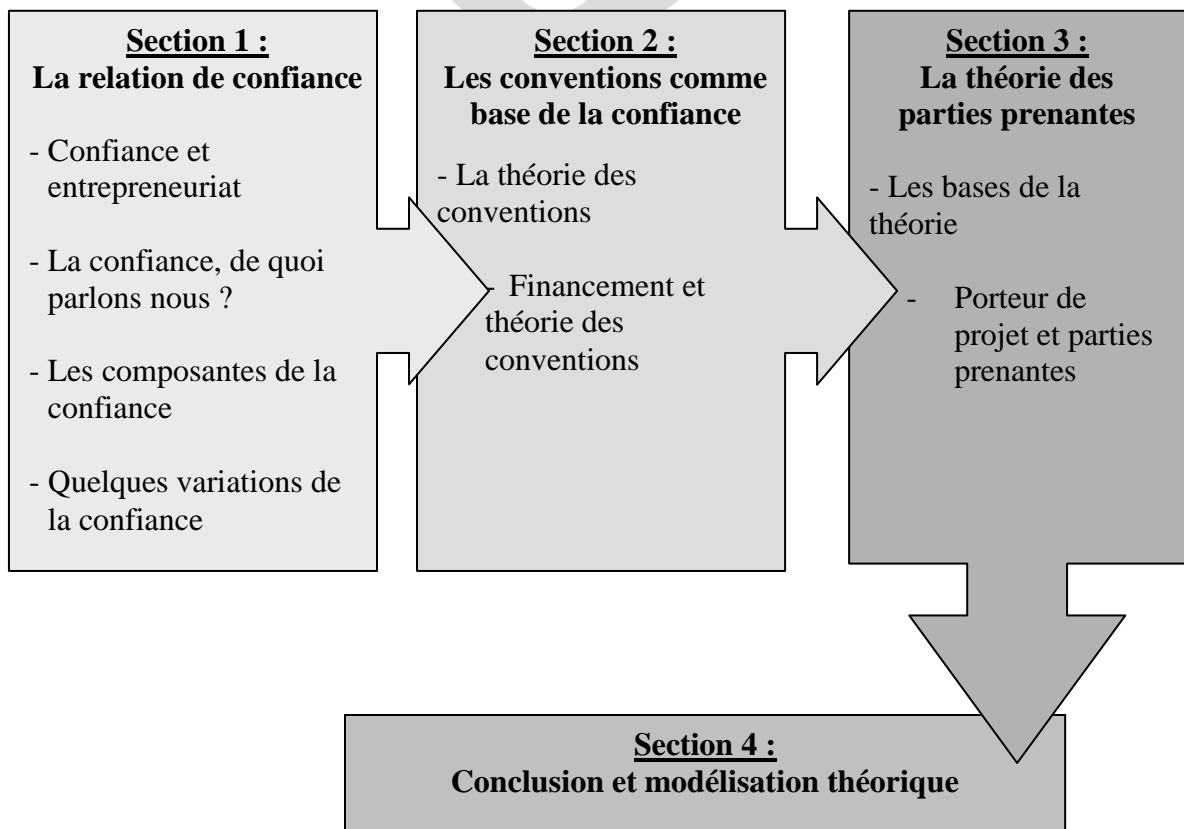 Section 1 :
La relation de confiance
- Confiance et
entrepreneuriat
- La confiance, de quoi
parlons nous ?
- Les composantes de la
confiance
- Quelques variations de
la confiance
Section 2 :
Les conventions comme
base de la confiance
- La théorie des
conventions
- Financement et
théorie des
conventions
Section 3 :
La théorie des
parties prenantes
- Les bases de la
théorie
- Porteur de
projet et parties
prenantes
Section 4 :
Conclusion et modélisation théorique